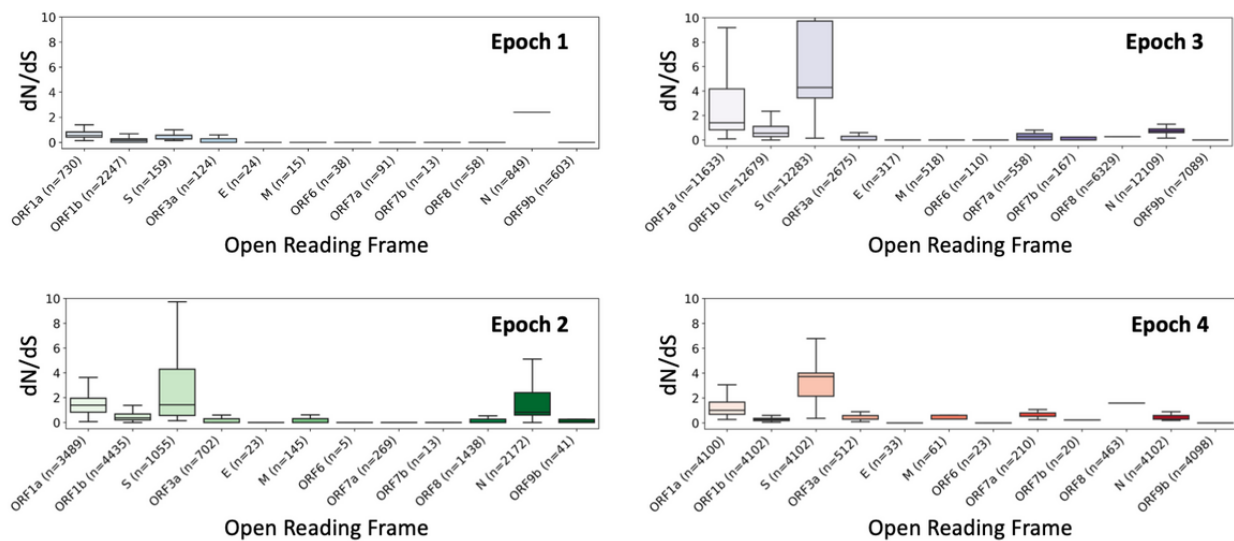 Epoch 1
dN/dS
10
8
6
4
2
0
ORF1a (n=730)
ORF1b (n=2247)
S (n=159)
ORF3a (n=124)
E (n=24)
M (n=15)
ORF6 (n=38)
ORF7a (n=91)
ORF7b (n=13)
ORF8 (n=58)
N (n=849)
ORF9b (n=603)
Open Reading Frame
Epoch 3
dN/dS
10
8
6
4
2
0
ORF1a (n=11633)
ORF1b (n=12679)
S (n=12283)
ORF3a (n=2675)
E (n=317)
M (n=518)
ORF6 (n=110)
ORF7a (n=558)
ORF7b (n=167)
ORF8 (n=6329)
N (n=12109)
ORF9b (n=7089)
Open Reading Frame
Epoch 2
dN/dS
10
8
6
4
2
0
ORF1a (n=3489)
ORF1b (n=4435)
S (n=1055)
ORF3a (n=702)
E (n=23)
M (n=145)
ORF6 (n=5)
ORF7a (n=269)
ORF7b (n=13)
ORF8 (n=1438)
N (n=2172)
ORF9b (n=41)
Open Reading Frame
Epoch 4
dN/dS
10
8
6
4
2
0
ORF1a (n=4100)
ORF1b (n=4102)
S (n=4102)
ORF3a (n=512)
E (n=33)
M (n=61)
ORF6 (n=23)
ORF7a (n=210)
ORF7b (n=20)
ORF8 (n=463)
N (n=4102)
ORF9b (n=4098)
Open Reading Frame